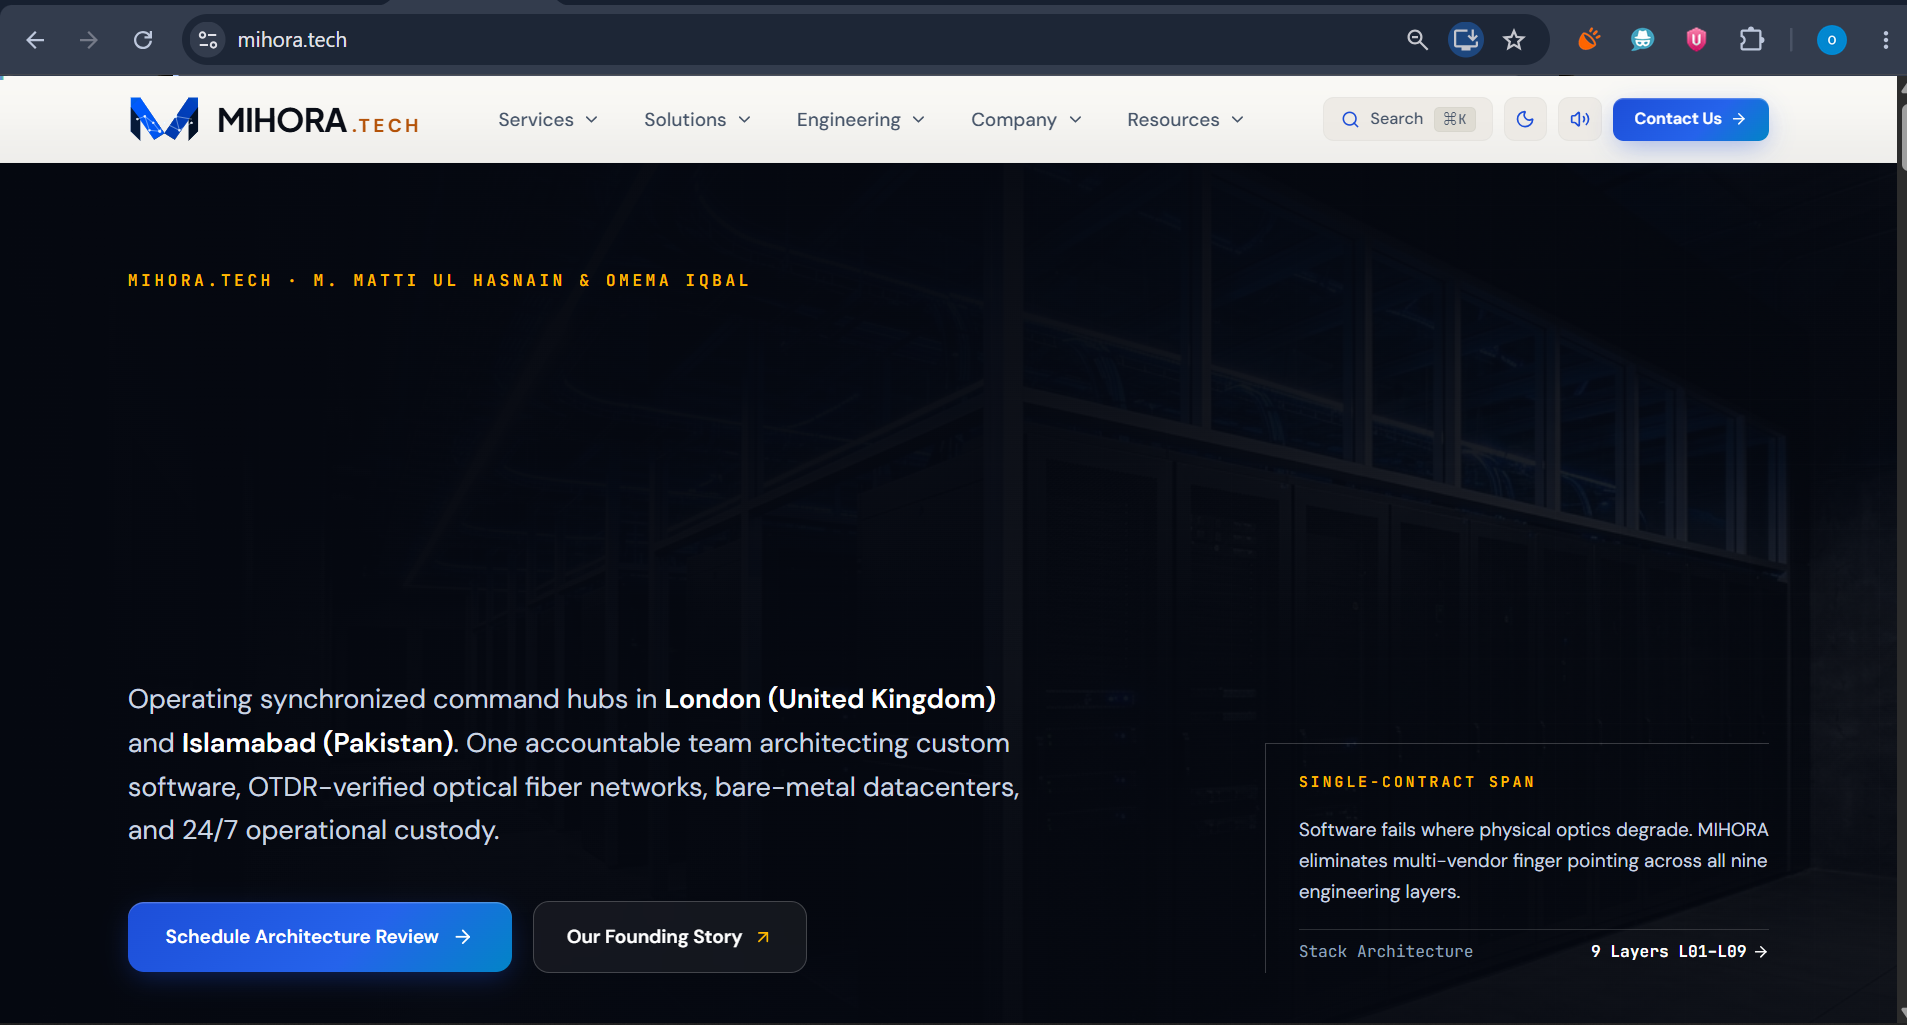 mihora.tech
MIHORA.TECH
Services
Solutions
Engineering
Company
Resources
Search ⌘K
Contact Us →
O
MIHORA.TECH · M. MATTI UL HASNAIN & OMEMA IQBAL
Operating synchronized command hubs in London (United Kingdom)
and Islamabad (Pakistan). One accountable team architecting custom
software, OTDR-verified optical fiber networks, bare-metal datacenters,
and 24/7 operational custody.
Schedule Architecture Review →
Our Founding Story ↗
SINGLE-CONTRACT SPAN
Software fails where physical optics degrade. MIHORA
eliminates multi-vendor finger pointing across all nine
engineering layers.
Stack Architecture 9 Layers L01–L09 →